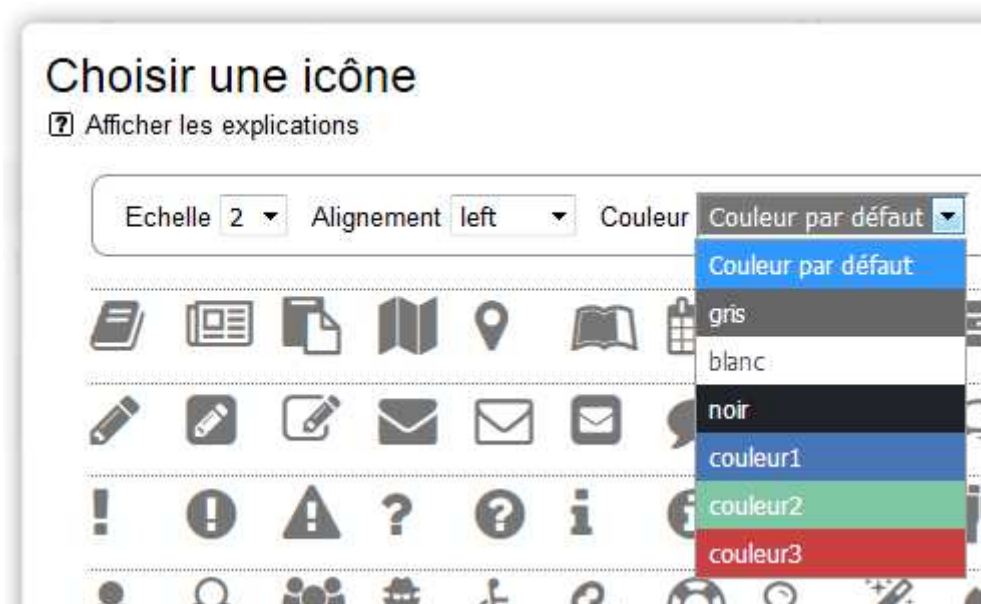 Choisir une icône
? Afficher les explications
Echelle 2 Alignement left Couleur Couleur par défaut
Couleur par défaut
gris
blanc
noir
couleur1
couleur2
couleur3